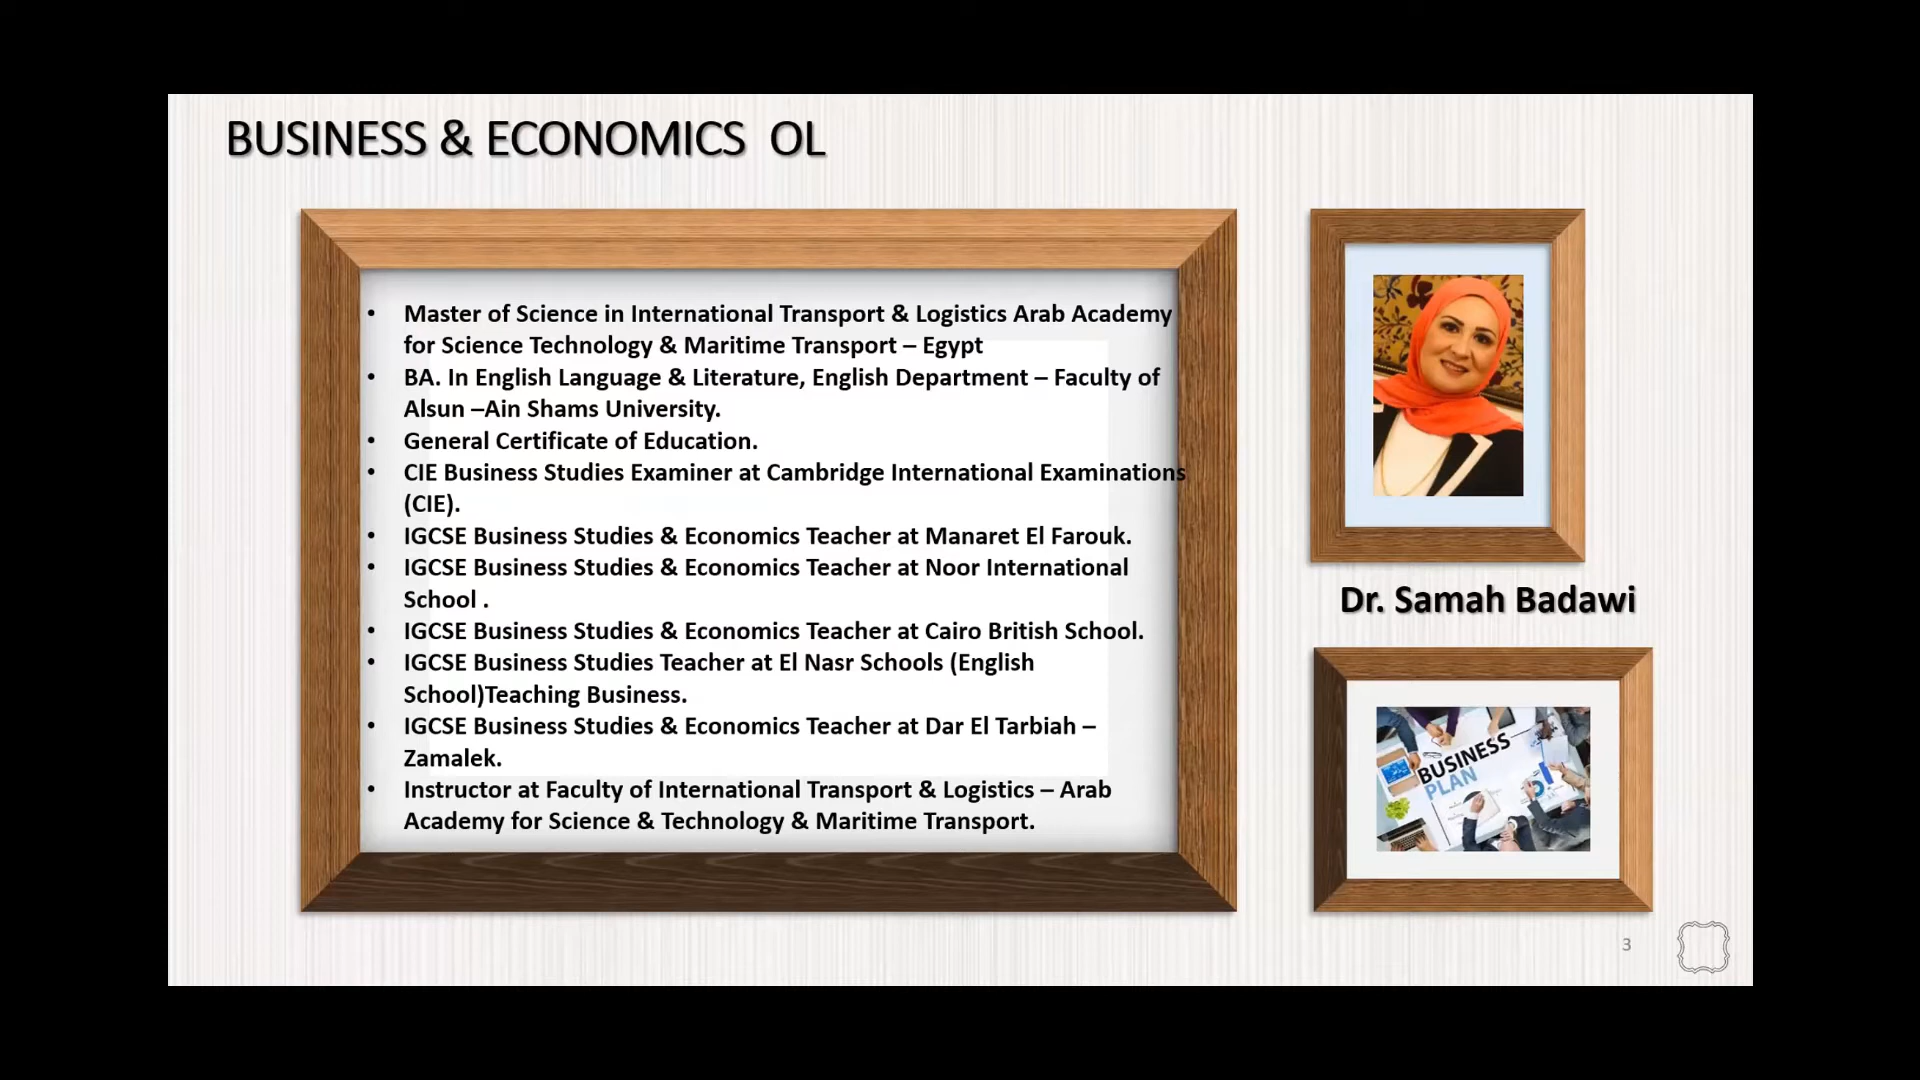 BUSINESS & ECONOMICS OL
• Master of Science in International Transport & Logistics Arab Academy
for Science Technology & Maritime Transport – Egypt
• BA. In English Language & Literature, English Department – Faculty of
Alsun –Ain Shams University.
• General Certificate of Education.
• CIE Business Studies Examiner at Cambridge International Examinations
(CIE).
• IGCSE Business Studies & Economics Teacher at Manaret El Farouk.
• IGCSE Business Studies & Economics Teacher at Noor International
School .
• IGCSE Business Studies & Economics Teacher at Cairo British School.
• IGCSE Business Studies Teacher at El Nasr Schools (English
School)Teaching Business.
• IGCSE Business Studies & Economics Teacher at Dar El Tarbiah –
Zamalek.
• Instructor at Faculty of International Transport & Logistics – Arab
Academy for Science & Technology & Maritime Transport.
Dr. Samah Badawi
BUSINESS
PLAN
3